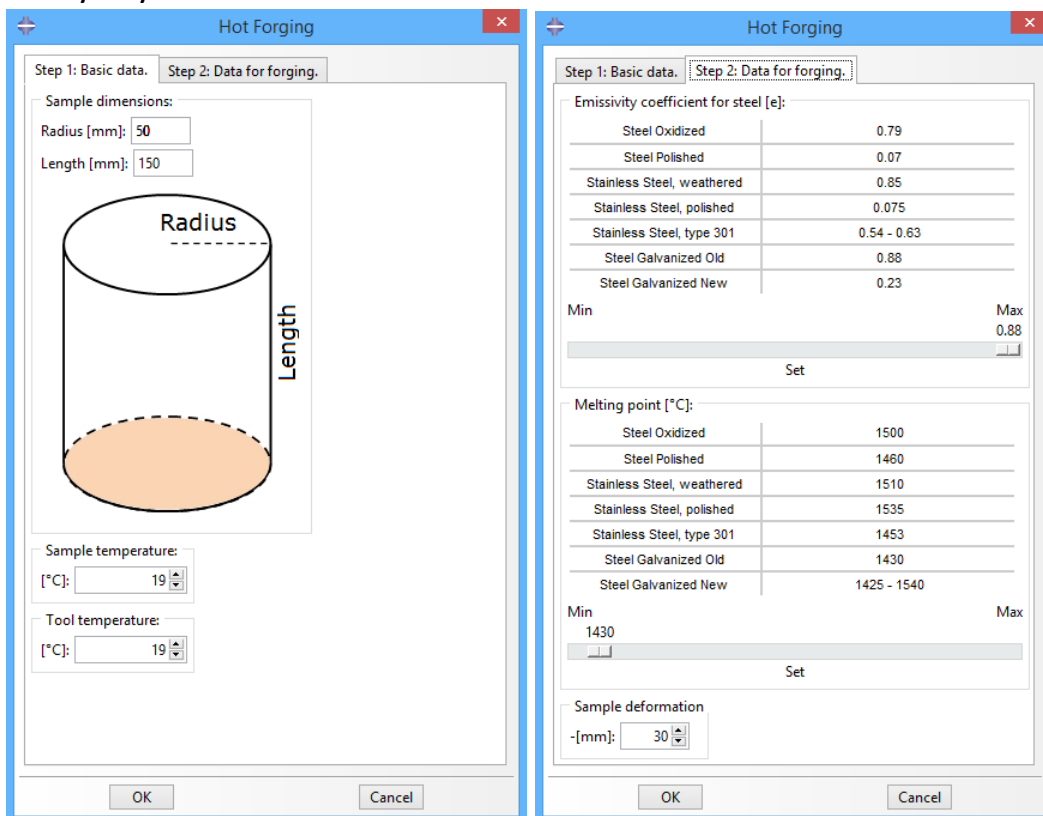 Hot Forging
Step 1: Basic data. Step 2: Data for forging.
Sample dimensions:
Radius [mm]: 50
Length [mm]: 150
Radius
Length
Sample temperature:
[°C]: 19
Tool temperature:
[°C]: 19
OK Cancel
Hot Forging
Step 1: Basic data. Step 2: Data for forging.
Emissivity coefficient for steel [e]:
Steel Oxidized 0.79
Steel Polished 0.07
Stainless Steel, weathered 0.85
Stainless Steel, polished 0.075
Stainless Steel, type 301 0.54 - 0.63
Steel Galvanized Old 0.88
Steel Galvanized New 0.23
Min Max
0.88
Set
Melting point [°C]:
Steel Oxidized 1500
Steel Polished 1460
Stainless Steel, weathered 1510
Stainless Steel, polished 1535
Stainless Steel, type 301 1453
Steel Galvanized Old 1430
Steel Galvanized New 1425 - 1540
Min Max
1430
Set
Sample deformation
-[mm]: 30
OK Cancel